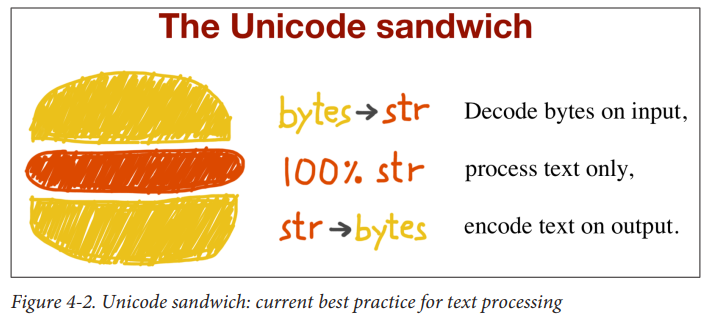 The Unicode sandwich
bytes→str Decode bytes on input,
100% str process text only,
str→bytes encode text on output.
Figure 4-2. Unicode sandwich: current best practice for text processing